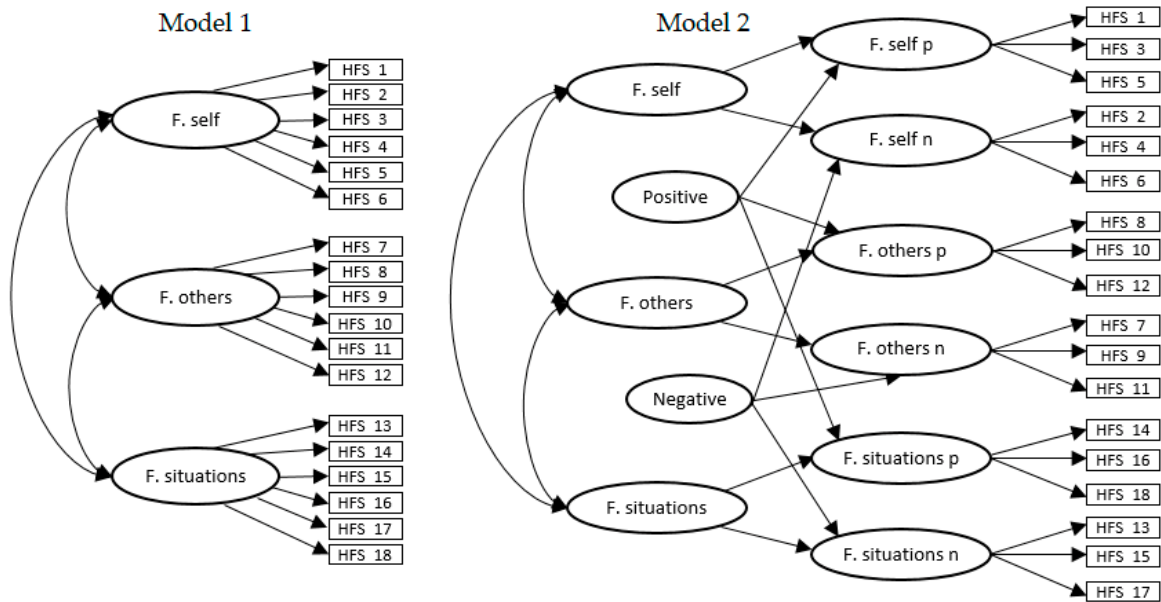 Model 1
F. self
HFS 1
HFS 2
HFS 3
HFS 4
HFS 5
HFS 6
F. others
HFS 7
HFS 8
HFS 9
HFS 10
HFS 11
HFS 12
F. situations
HFS 13
HFS 14
HFS 15
HFS 16
HFS 17
HFS 18
Model 2
F. self
Positive
F. others
Negative
F. situations
F. self p
HFS 1
HFS 3
HFS 5
F. self n
HFS 2
HFS 4
HFS 6
F. others p
HFS 8
HFS 10
HFS 12
F. others n
HFS 7
HFS 9
HFS 11
F. situations p
HFS 14
HFS 16
HFS 18
F. situations n
HFS 13
HFS 15
HFS 17